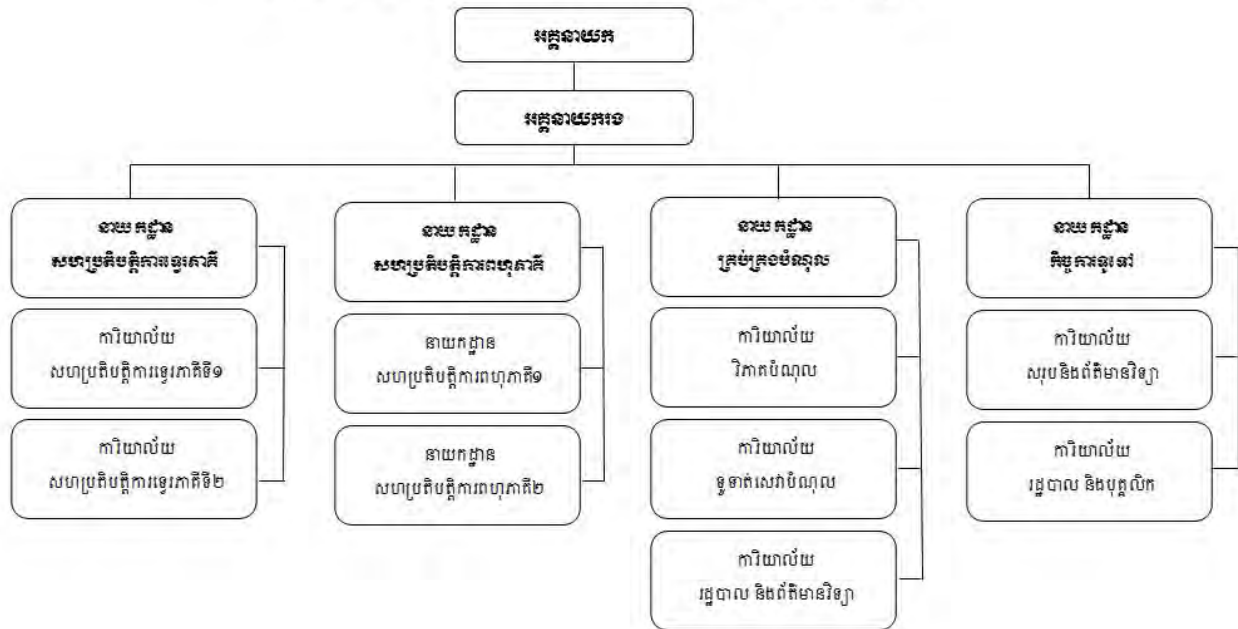 អគ្គនាយក
អគ្គនាយករង
នាយកដ្ឋាន
សហប្រតិបត្តិការទ្វេរភាគី
ការិយាល័យ
សហប្រតិបត្តិការទ្វេរភាគីទី១
ការិយាល័យ
សហប្រតិបត្តិការទ្វេរភាគីទី២
នាយកដ្ឋាន
សហប្រតិបត្តិការពហុភាគី
នាយកដ្ឋាន
សហប្រតិបត្តិការពហុភាគី១
នាយកដ្ឋាន
សហប្រតិបត្តិការពហុភាគី២
នាយកដ្ឋាន
គ្រប់គ្រងបំណុល
ការិយាល័យ
វិភាគបំណុល
ការិយាល័យ
ទូទាត់សេវាបំណុល
ការិយាល័យ
រដ្ឋបាល និងព័ត៌មានវិទ្យា
នាយកដ្ឋាន
កិច្ចការទូទៅ
ការិយាល័យ
សរុបនិងព័ត៌មានវិទ្យា
ការិយាល័យ
រដ្ឋបាល និងបុគ្គលិក